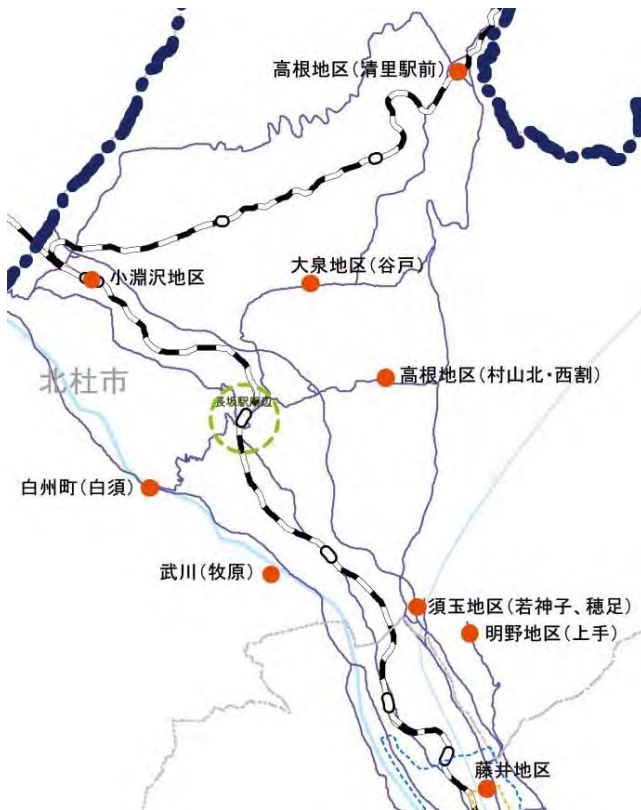 高根地区(清里駅前)
小淵沢地区
大泉地区(谷戸)
北杜市
高根地区(村山北・西割)
長坂駅周辺
白州町(白須)
武川(牧原)
須玉地区(若神子、穂足)
明野地区(上手)
藤井地区